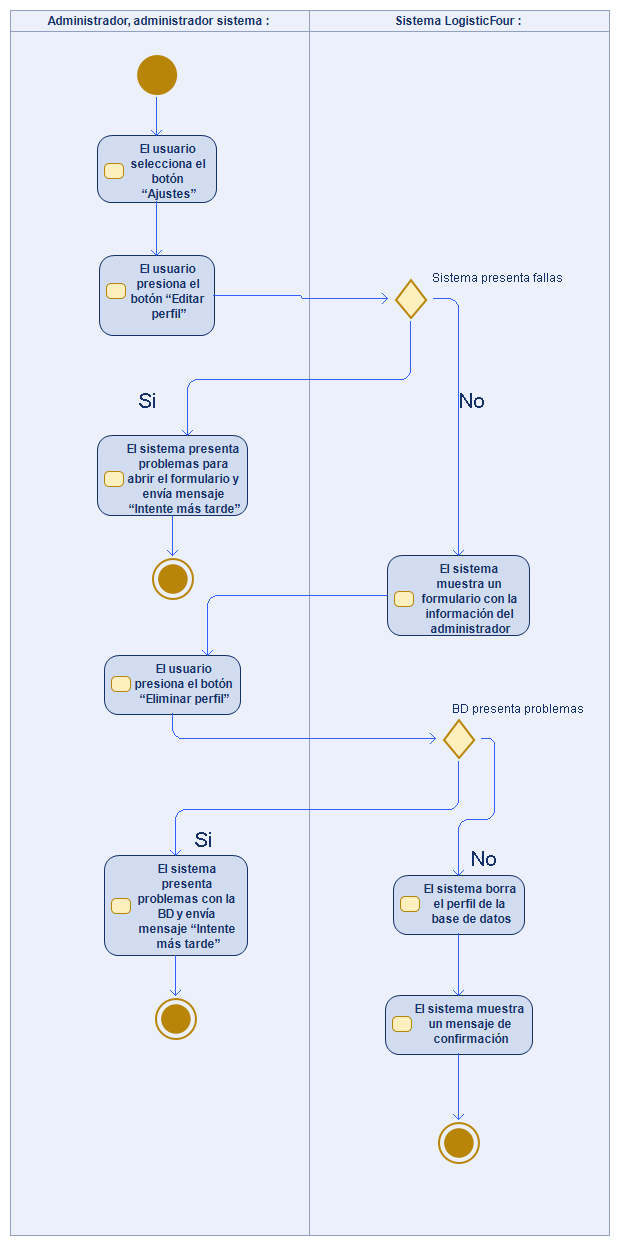 Administrador, administrador sistema :
Sistema LogisticFour :
El usuario
selecciona el
botón
“Ajustes”
El usuario
presiona el
botón “Editar
perfil”
Sistema presenta fallas
Si
No
El sistema presenta
problemas para
abrir el formulario y
envía mensaje
“Intente más tarde”
El sistema
muestra un
formulario con la
información del
administrador
El usuario
presiona el botón
“Eliminar perfil”
BD presenta problemas
Si
No
El sistema
presenta
problemas con la
BD y envía
mensaje “Intente
más tarde”
El sistema borra
el perfil de la
base de datos
El sistema muestra
un mensaje de
confirmación